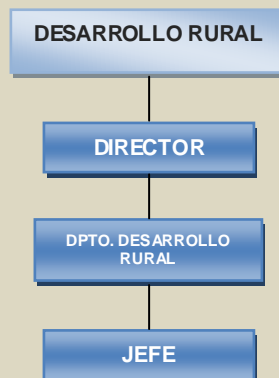 DESARROLLO RURAL
DIRECTOR
DPTO. DESARROLLO
RURAL
JEFE